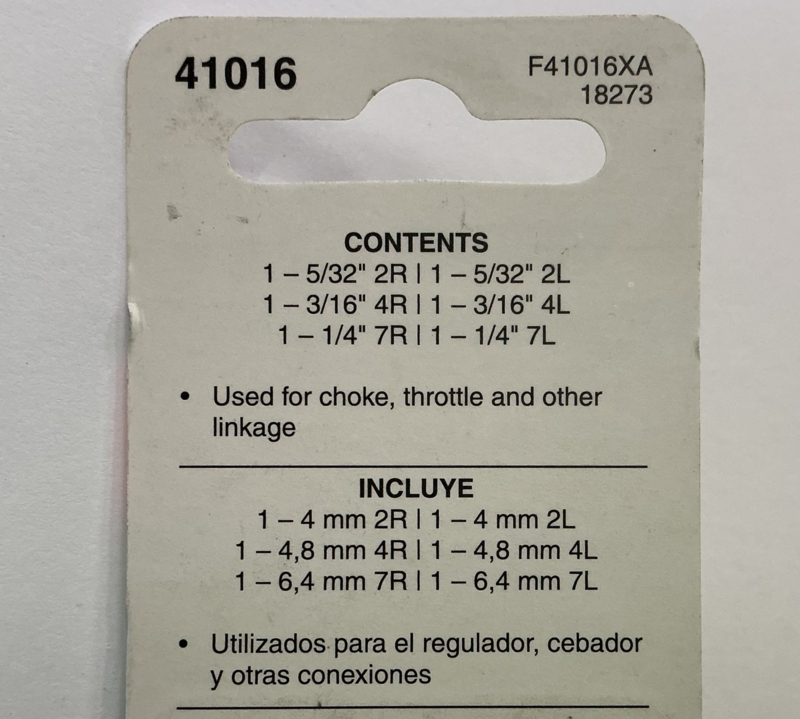 41016
F41016XA
18273
CONTENTS
1 – 5/32" 2R | 1 – 5/32" 2L
1 – 3/16" 4R | 1 – 3/16" 4L
1 – 1/4" 7R | 1 – 1/4" 7L
• Used for choke, throttle and other
linkage
INCLUYE
1 – 4 mm 2R | 1 – 4 mm 2L
1 – 4,8 mm 4R | 1 – 4,8 mm 4L
1 – 6,4 mm 7R | 1 – 6,4 mm 7L
• Utilizados para el regulador, cebador
y otras conexiones